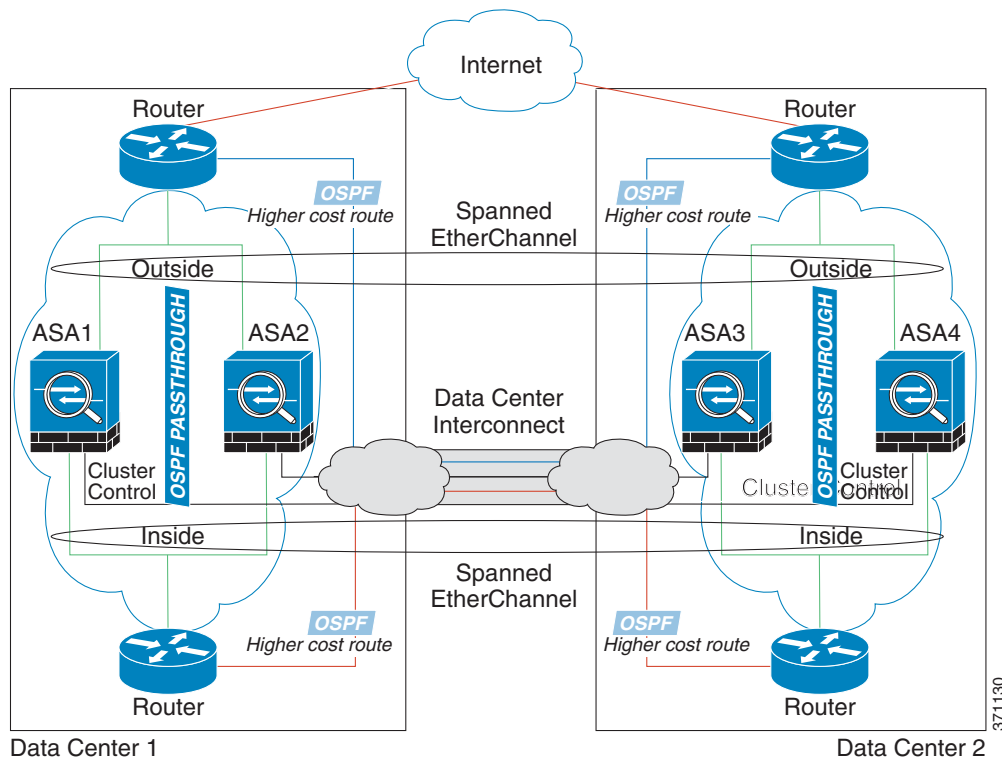 Internet
Router
Router
OSPF
Higher cost route
OSPF
Higher cost route
Spanned
EtherChannel
Outside
Outside
ASA1
ASA2
ASA3
ASA4
OSPF PASSTHROUGH
OSPF PASSTHROUGH
Data Center
Interconnect
Cluster
Control
Cluster Control
Cluster
Control
Inside
Inside
Spanned
EtherChannel
OSPF
Higher cost route
OSPF
Higher cost route
Router
Router
371130
Data Center 1
Data Center 2